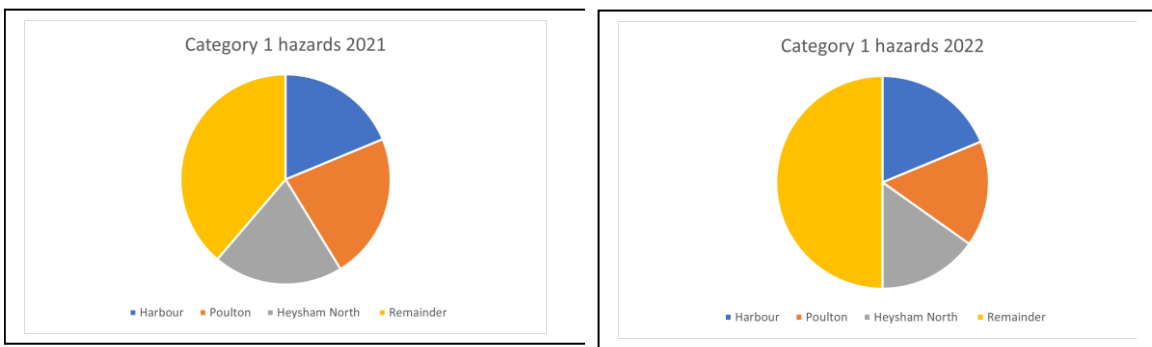 Category 1 hazards 2021
Harbour Poulton Heysham North Remainder
Category 1 hazards 2022
Harbour Poulton Heysham North Remainder